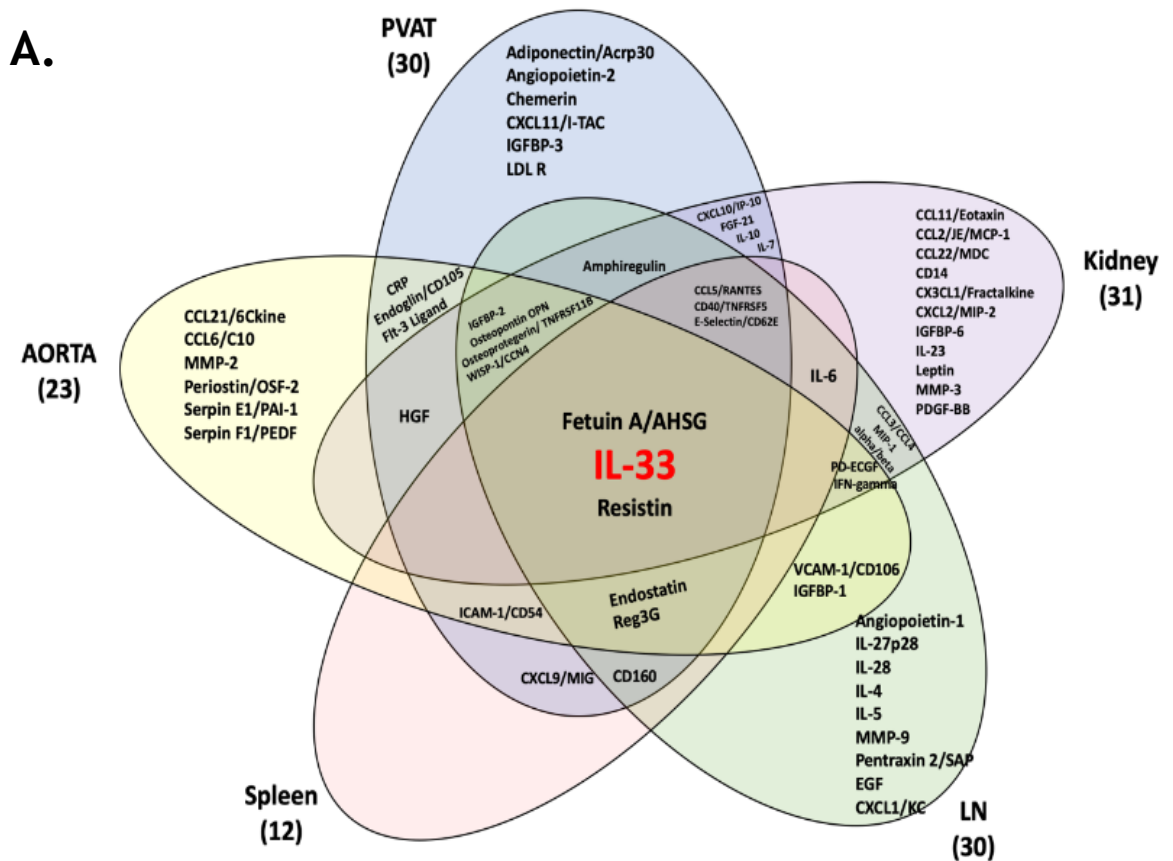 A.
PVAT
(30)
Adiponectin/Acrp30
Angiopoietin-2
Chemerin
CXCL11/I-TAC
IGFBP-3
LDL R
CXCL10/IP-10
FGF-21
IL-10
IL-7
CCL11/Eotaxin
CCL2/JE/MCP-1
CCL22/MDC
CD14
CX3CL1/Fractalkine
CXCL2/MIP-2
IGFBP-6
IL-23
Leptin
MMP-3
PDGF-BB
Kidney
(31)
Amphiregulin
CRP
Endoglin/CD105
Flt-3 Ligand
CCL5/RANTES
CD40/TNFRSF5
E-Selectin/CD62E
IGFBP-2
Osteopontin OPN
Osteoprotegerin/ TNFRSF11B
WISP-1/CCN4
AORTA
(23)
CCL21/6Ckine
CCL6/C10
MMP-2
Periostin/OSF-2
Serpin E1/PAI-1
Serpin F1/PEDF
IL-6
HGF
Fetuin A/AHSG
IL-33
Resistin
CCL3/CCL4
MIP-1
alpha/beta
PD-ECGF
IFN-gamma
VCAM-1/CD106
IGFBP-1
Endostatin
Reg3G
ICAM-1/CD54
CXCL9/MIG
CD160
Angiopoietin-1
IL-27p28
IL-28
IL-4
IL-5
MMP-9
Pentraxin 2/SAP
EGF
CXCL1/KC
Spleen
(12)
LN
(30)